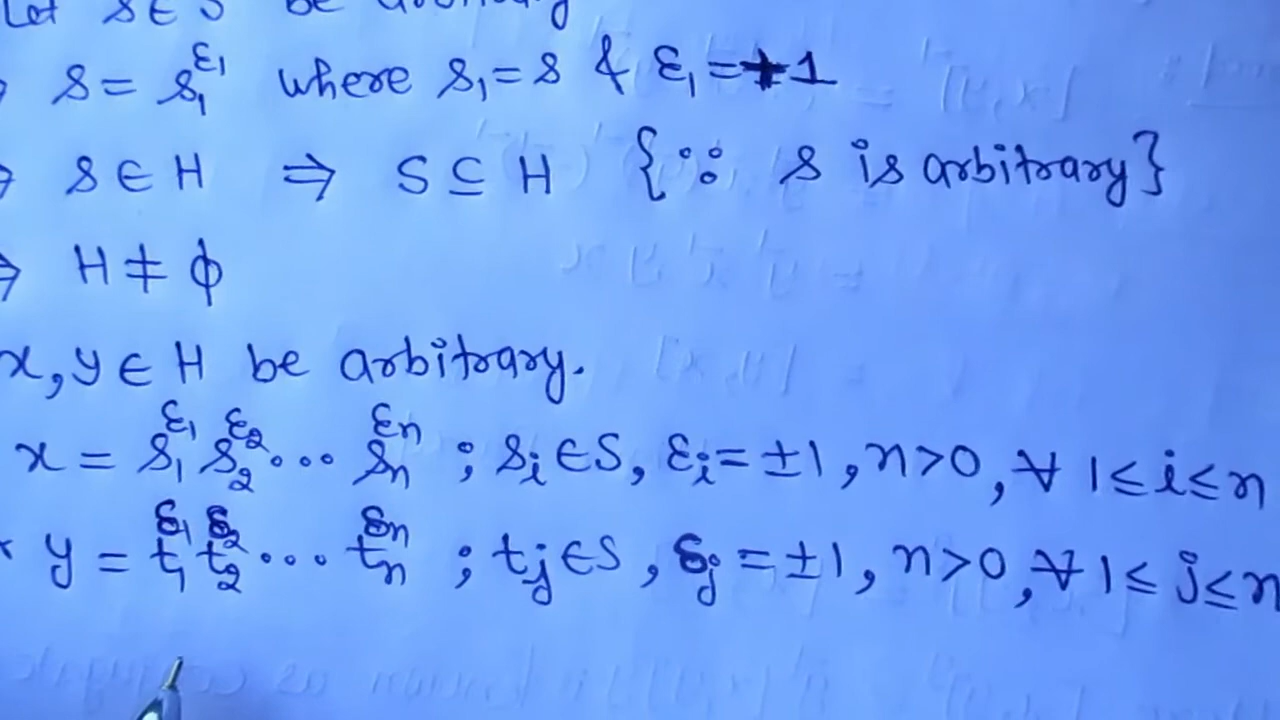 Let s ∈ S be arbitrary
⇒ s = s₁^ε₁ where s₁ = s & ε₁ = +1
⇒ s ∈ H ⇒ S ⊆ H {∵ s is arbitrary}
⇒ H ≠ φ
x, y ∈ H be arbitrary.
x = s₁^ε₁ s₂^ε₂ ... sₙ^εₙ ; sᵢ ∈ S, εᵢ = ±1, n > 0, ∀ 1 ≤ i ≤ n
y = t₁^δ₁ t₂^δ₂ ... tₙ^δₙ ; tⱼ ∈ S, δⱼ = ±1, n > 0, ∀ 1 ≤ j ≤ n